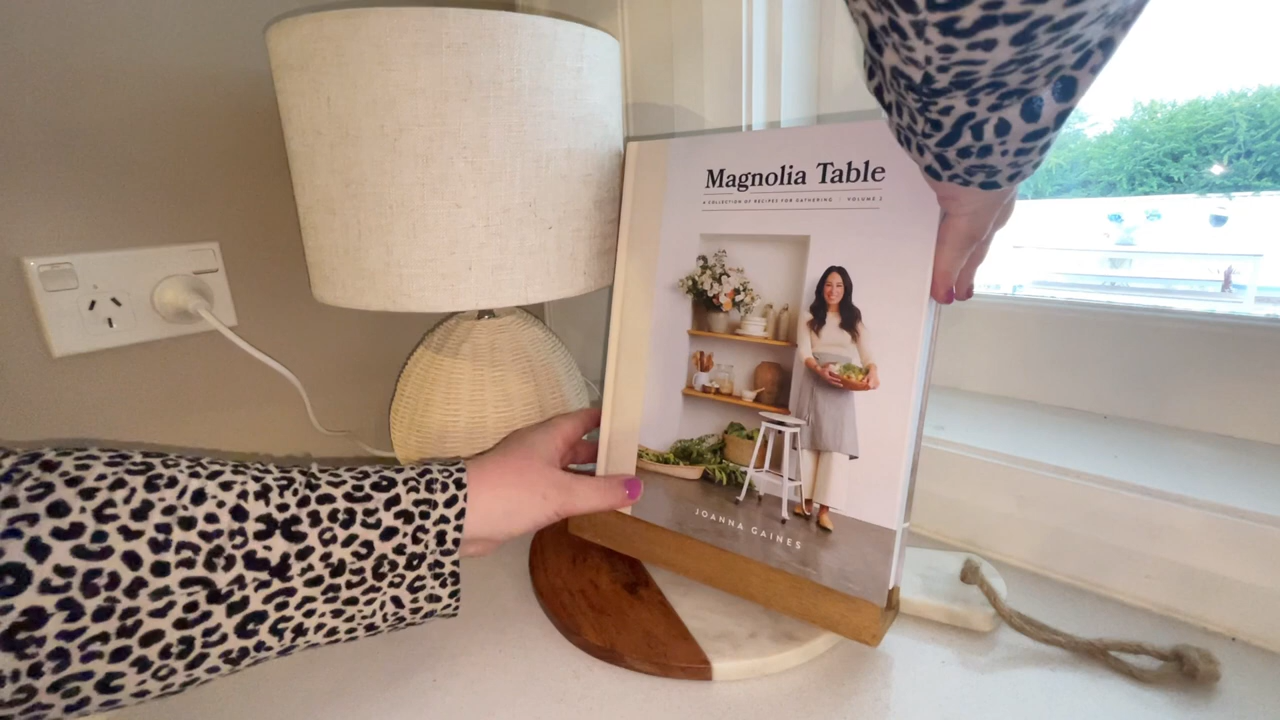 Magnolia Table
A COLLECTION OF RECIPES FOR GATHERING | VOLUME 2
JOANNA GAINES